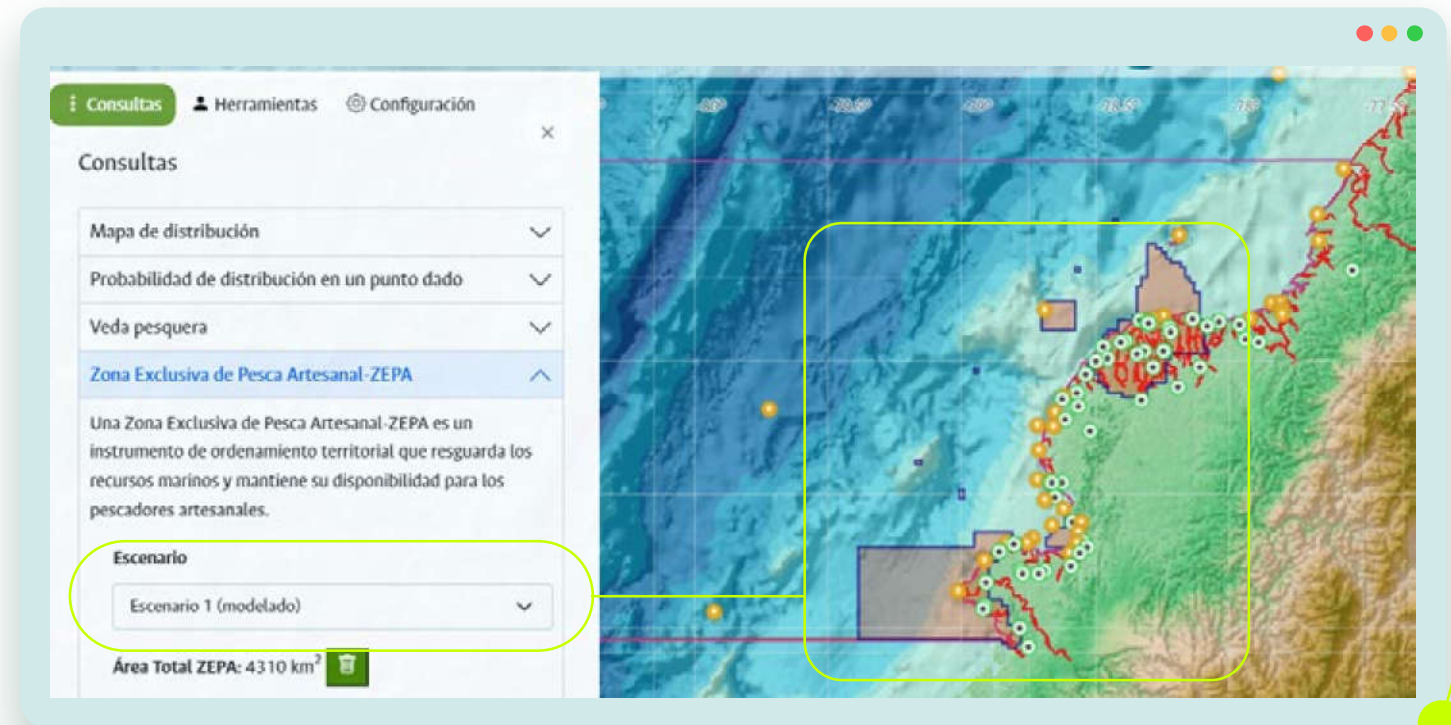 Consultas
Herramientas
Configuración
Consultas
Mapa de distribución
Probabilidad de distribución en un punto dado
Veda pesquera
Zona Exclusiva de Pesca Artesanal-ZEPA
Una Zona Exclusiva de Pesca Artesanal-ZEPA es un
instrumento de ordenamiento territorial que resguarda los
recursos marinos y mantiene su disponibilidad para los
pescadores artesanales.
Escenario
Escenario 1 (modelado)
Área Total ZEPA: 4310 km²